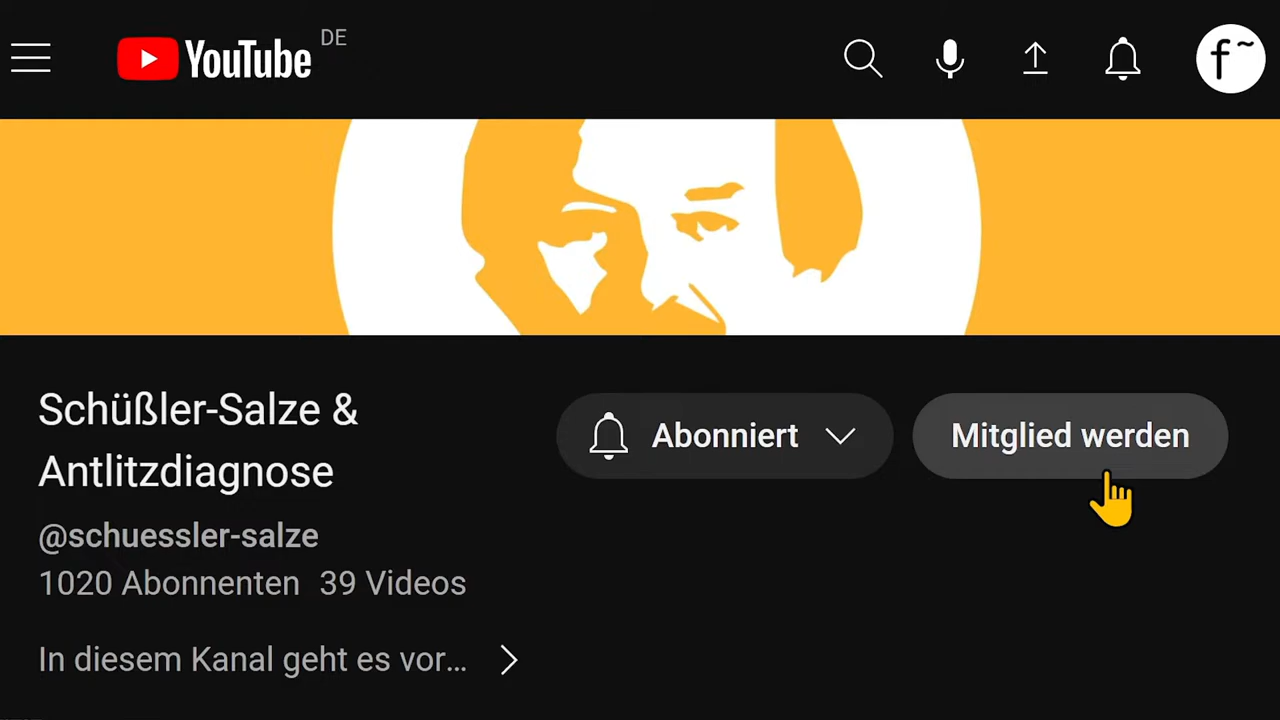 YouTube DE
f~
Schüßler-Salze &
Antlitzdiagnose
Abonniert
Mitglied werden
@schuessler-salze
1020 Abonnenten 39 Videos
In diesem Kanal geht es vor...